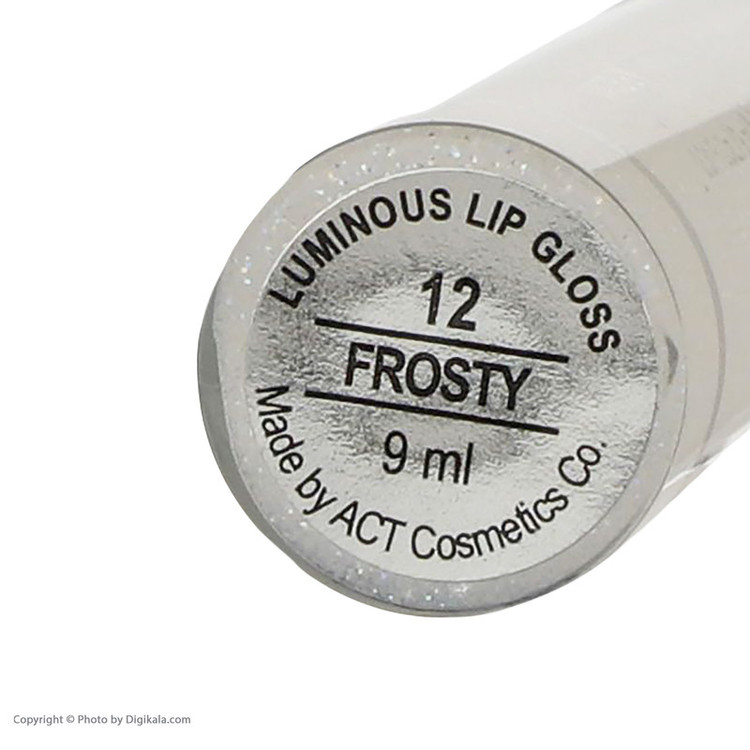 LUMINOUS LIP GLOSS
12
FROSTY
9 ml
Made by ACT Cosmetics Co.
Copyright © Photo by Digikala.com